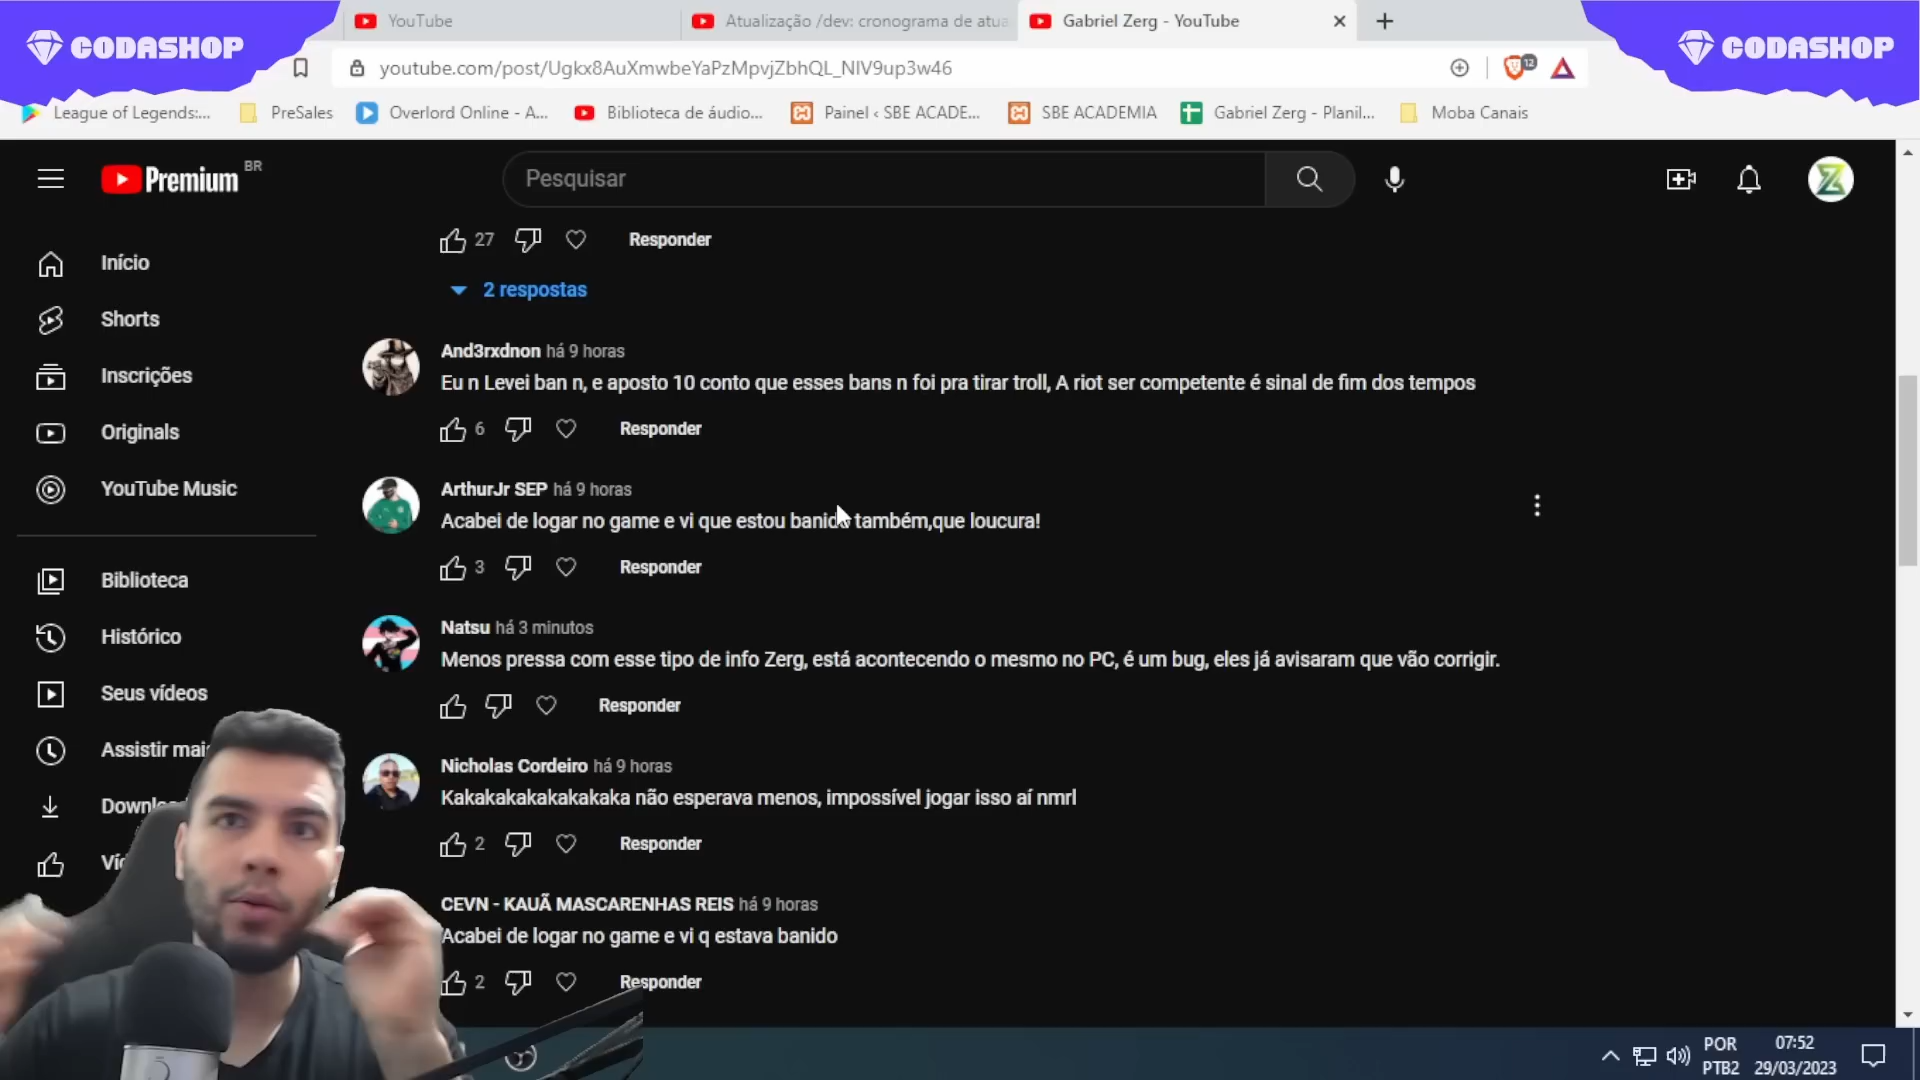 CODASHOP
YouTube
Atualização /dev: cronograma de atua
Gabriel Zerg - YouTube
CODASHOP
youtube.com/post/Ugkx8AuXmwbeYaPzMpvjZbhQL_NIV9up3w46
12
League of Legends:...
PreSales
Overlord Online - A...
Biblioteca de áudio...
Painel ‹ SBE ACADE...
SBE ACADEMIA
Gabriel Zerg - Planil...
Moba Canais
Premium BR
Pesquisar
Início
Shorts
Inscrições
Originals
YouTube Music
Biblioteca
Histórico
Seus vídeos
Assistir mai
27
Responder
2 respostas
And3rxdnon há 9 horas
Eu n Levei ban n, e aposto 10 conto que esses bans n foi pra tirar troll, A riot ser competente é sinal de fim dos tempos
6
Responder
ArthurJr SEP há 9 horas
Acabei de logar no game e vi que estou banido também,que loucura!
3
Responder
Natsu há 3 minutos
Menos pressa com esse tipo de info Zerg, está acontecendo o mesmo no PC, é um bug, eles já avisaram que vão corrigir.
Responder
Nicholas Cordeiro há 9 horas
Kakakakakakakakaka não esperava menos, impossível jogar isso aí nmrl
2
Responder
CEVN - KAUÃ MASCARENHAS REIS há 9 horas
Acabei de logar no game e vi q estava banido
2
Responder
POR
PTB2
07:52
29/03/2023